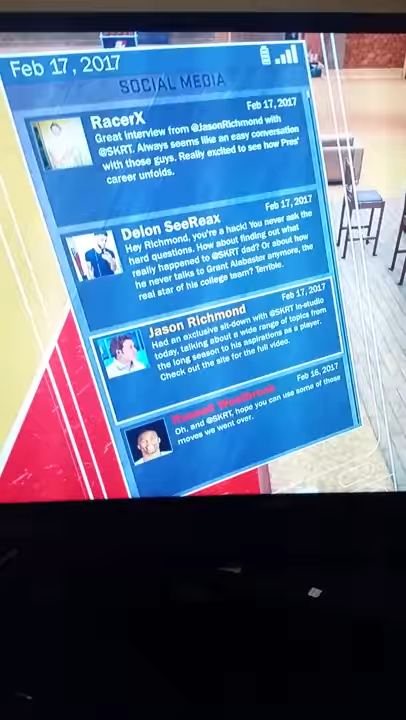 Feb 17, 2017
SOCIAL MEDIA
RacerX
Feb 17, 2017
Great interview from @JasonRichmond with
@SKRT. Always seems like an easy conversation
with those guys. Really excited to see how Pres'
career unfolds.
Delon SeeReax
Feb 17, 2017
Hey Richmond, you're a hack! You never ask the
hard questions. How about finding out what
really happened to @SKRT dad? Or about how
he never talks to Grant Alabaster anymore, the
real star of his college team? Terrible.
Jason Richmond
Feb 17, 2017
Had an exclusive sit-down with @SKRT in-studio
today, talking about a wide range of topics from
the long season to his aspirations as a player.
Check out the site for the full video.
Russell Westbrook
Feb 16, 2017
Oh, and @SKRT, hope you can use some of those
moves we went over.